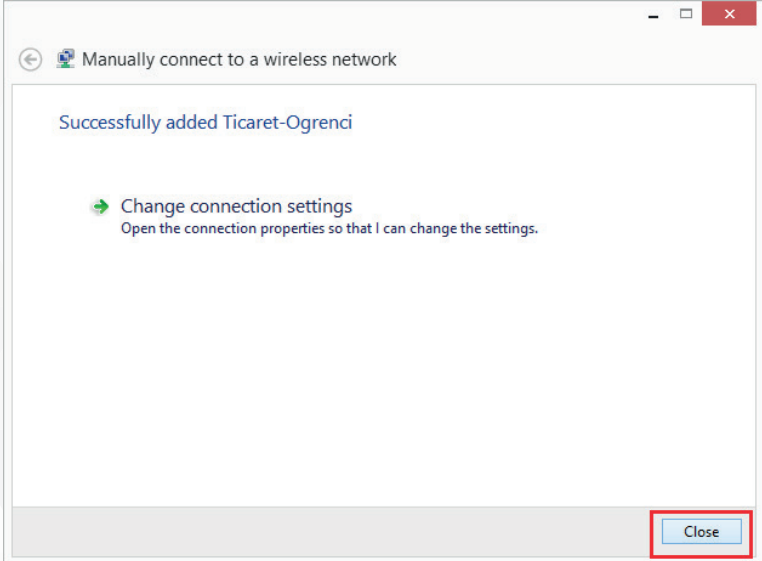 Manually connect to a wireless network
Successfully added Ticaret-Ogrenci
Change connection settings
Open the connection properties so that I can change the settings.
Close